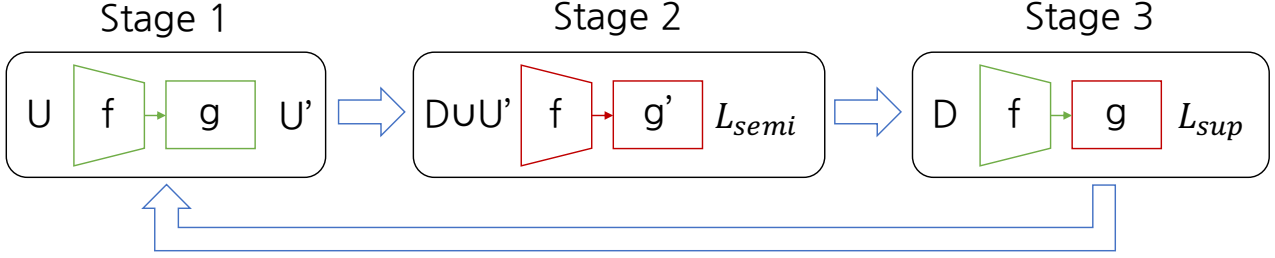 Stage 1
U f g U'
Stage 2
D∪U' f g' L_semi
Stage 3
D f g L_sup